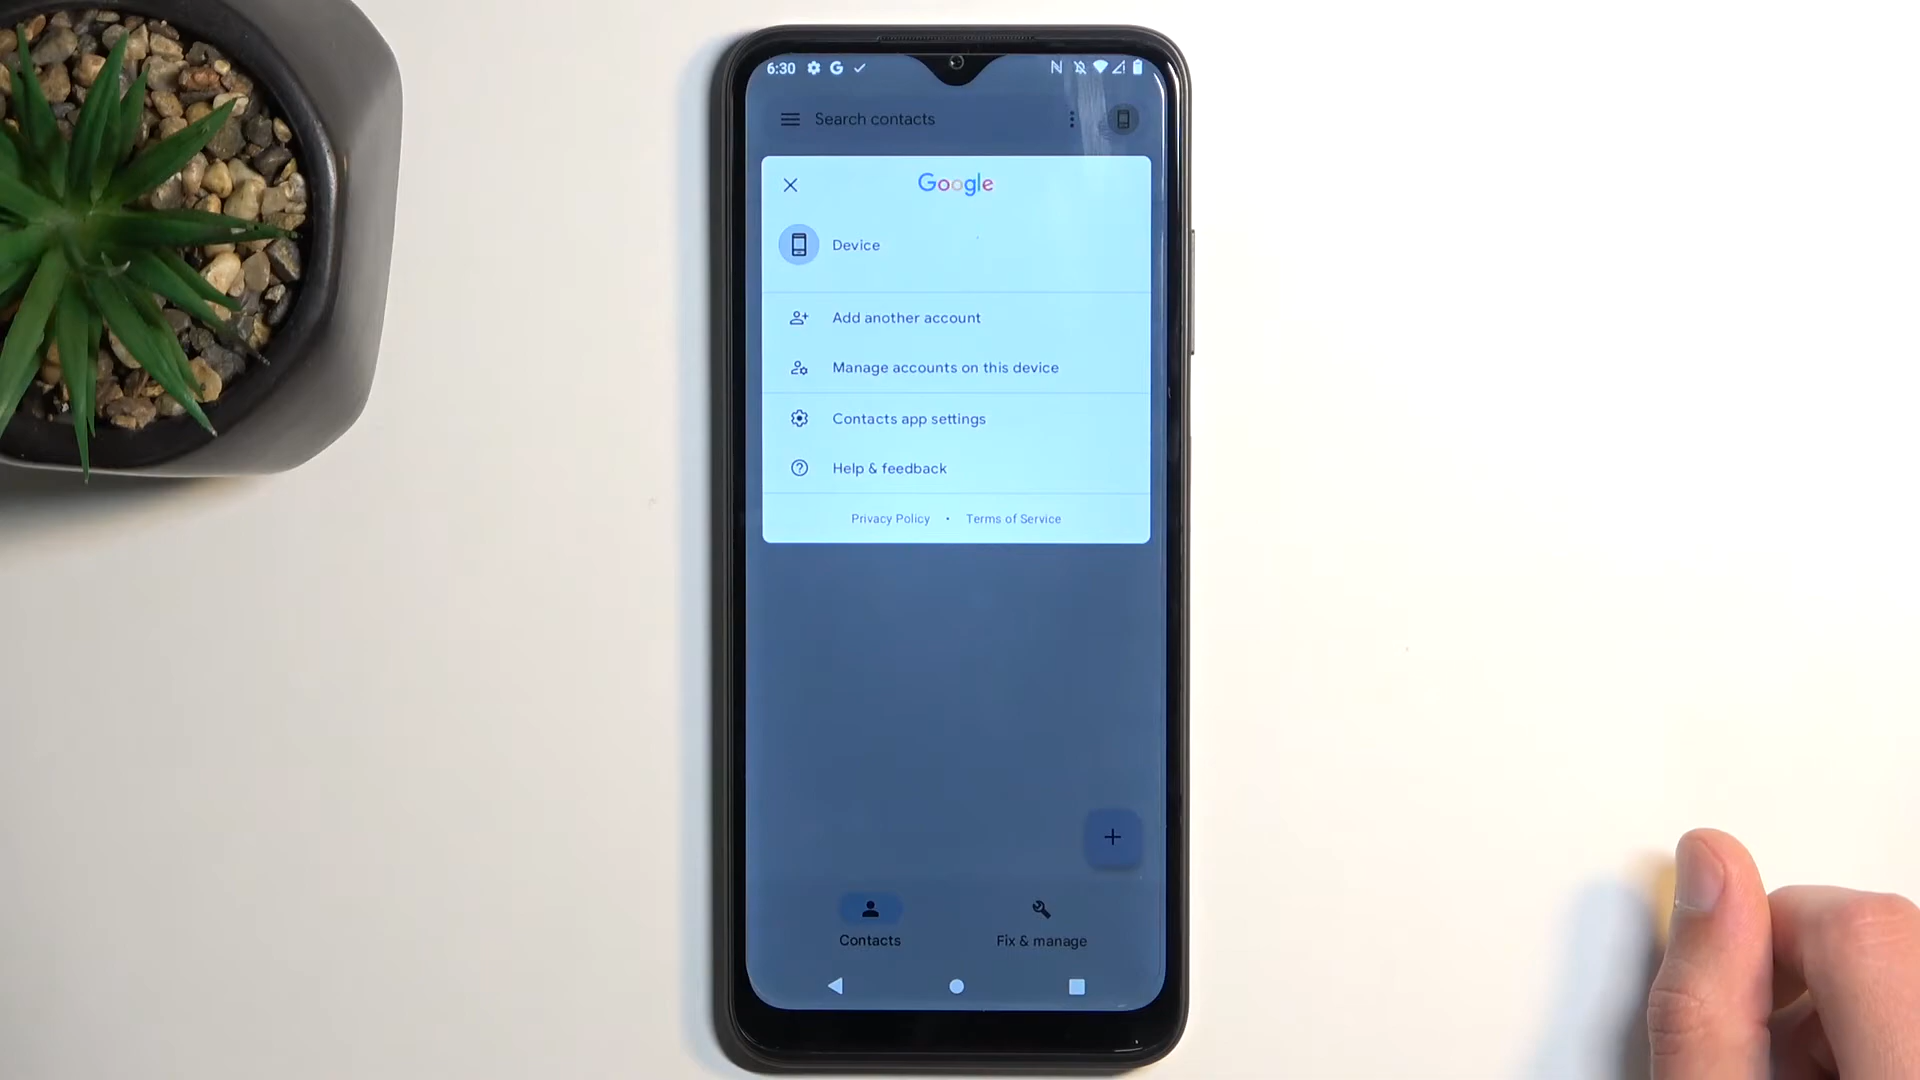 6:30
Search contacts
Google
Device
Add another account
Manage accounts on this device
Contacts app settings
Help & feedback
Privacy Policy • Terms of Service
Contacts
Fix & manage